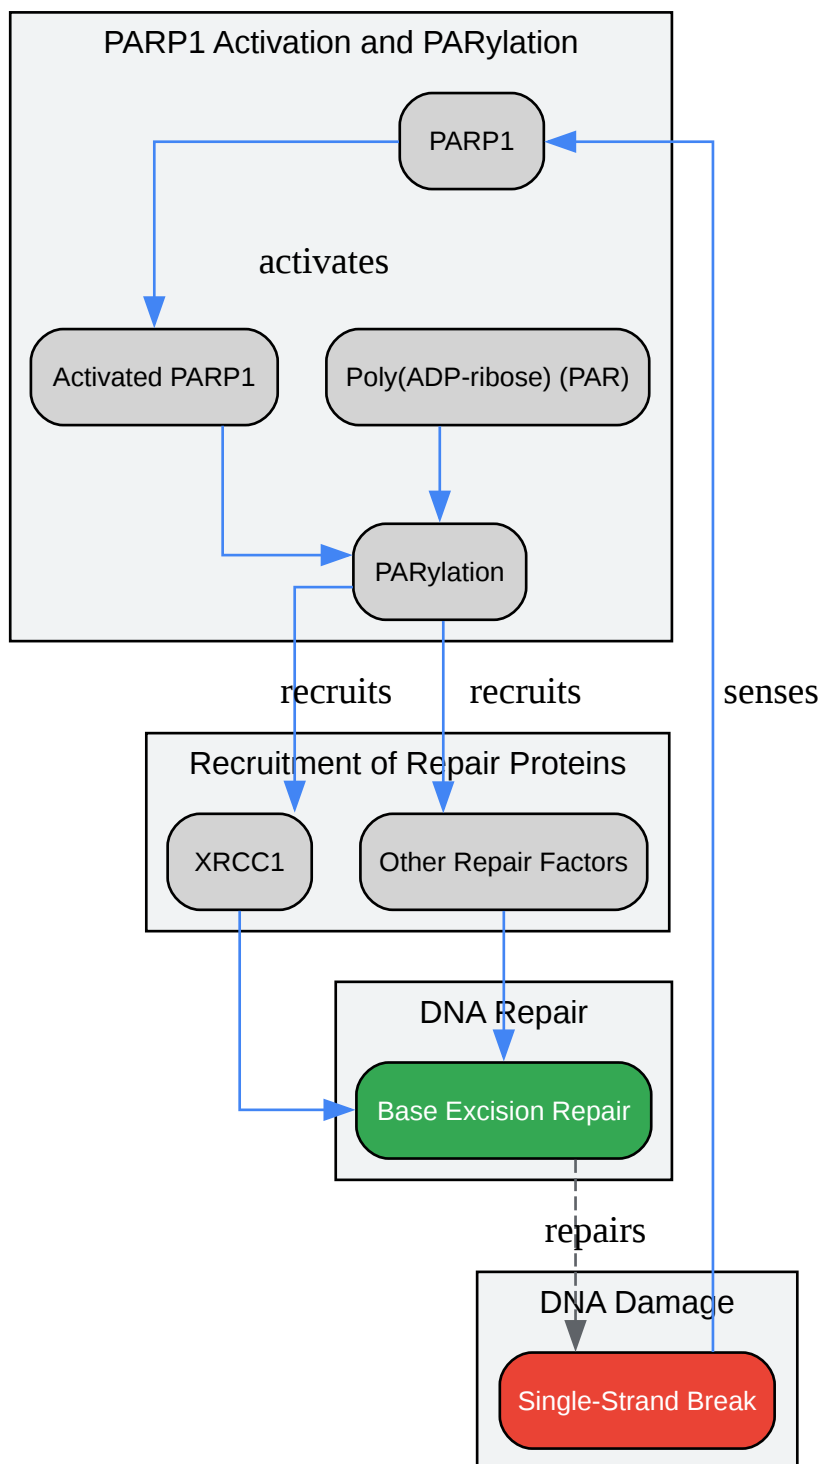 PARP1 Activation and PARylation
PARP1
activates
Activated PARP1
Poly(ADP-ribose) (PAR)
PARylation
recruits
recruits
senses
Recruitment of Repair Proteins
XRCC1
Other Repair Factors
DNA Repair
Base Excision Repair
repairs
DNA Damage
Single-Strand Break